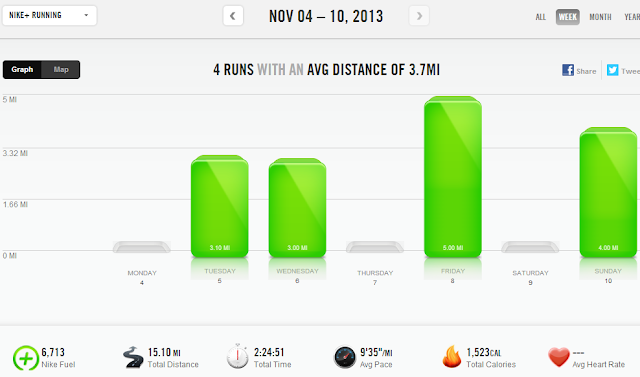 NIKE+ RUNNING
NOV 04 – 10, 2013
ALL WEEK MONTH YEAR
Graph Map
4 RUNS WITH AN AVG DISTANCE OF 3.7MI
Share Twee
5 MI
3.32 MI
1.66 MI
0 MI
3.10 MI
3.00 MI
5.00 MI
4.00 MI
MONDAY
4
TUESDAY
5
WEDNESDAY
6
THURSDAY
7
FRIDAY
8
SATURDAY
9
SUNDAY
10
6,713
Nike Fuel
15.10 MI
Total Distance
2:24:51
Total Time
9'35"/MI
Avg Pace
1,523CAL
Total Calories
---
Avg Heart Rate